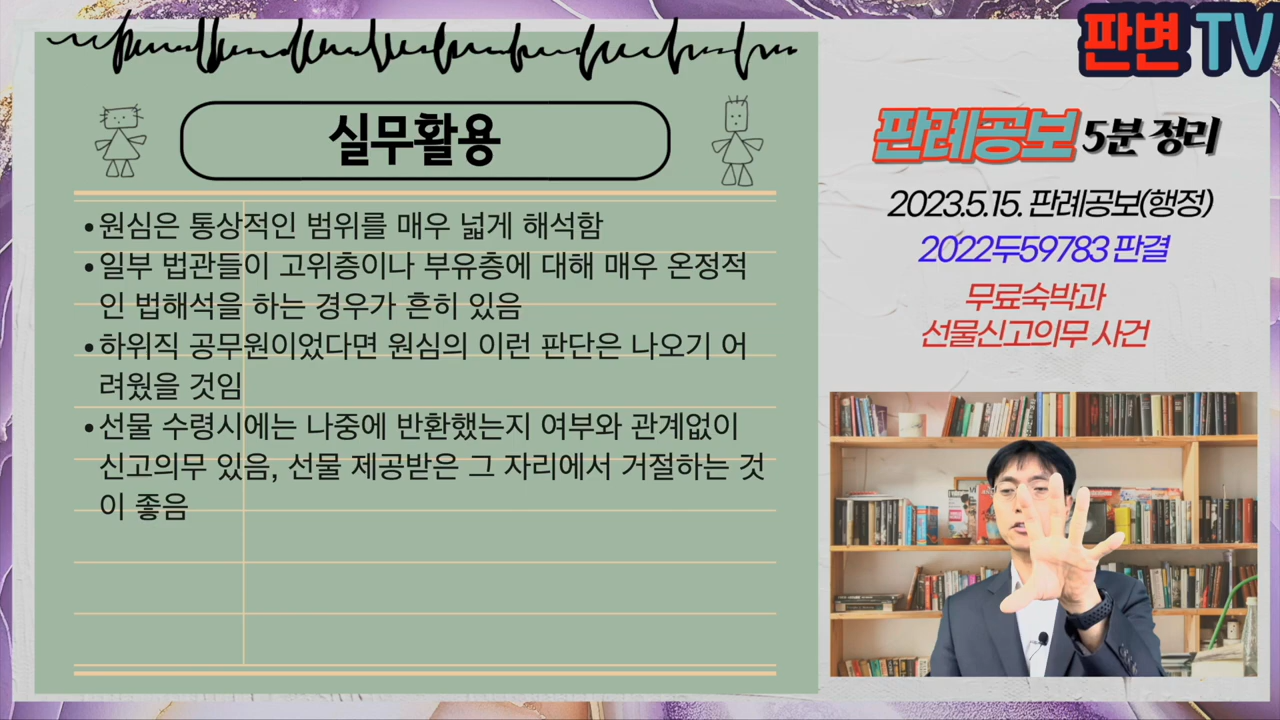 판변 TV
실무활용
•원심은 통상적인 범위를 매우 넓게 해석함
•일부 법관들이 고위층이나 부유층에 대해 매우 온정적
인 법해석을 하는 경우가 흔히 있음
•하위직 공무원이었다면 원심의 이런 판단은 나오기 어
려웠을 것임
•선물 수령시에는 나중에 반환했는지 여부와 관계없이
신고의무 있음, 선물 제공받은 그 자리에서 거절하는 것
이 좋음
판례공보 5분 정리
2023.5.15. 판례공보(행정)
2022두59783 판결
무료숙박과
선물신고의무 사건